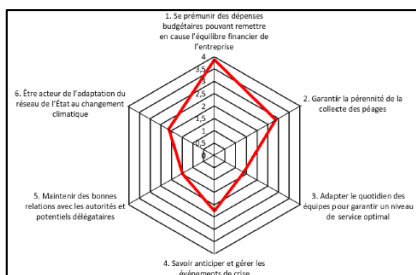 1. Se prémunir des dépenses
budgétaires pouvant remettre
en cause l'équilibre financier de
l'entreprise
4
3,5
3
2,5
2
1,5
1
0,5
0
2. Garantir la pérennité de la
collecte des péages
3. Adapter le quotidien des
équipes pour garantir un niveau
de service optimal
4. Savoir anticiper et gérer les
événements de crise
5. Maintenir des bonnes
relations avec les autorités et
potentiels délégataires
6. Être acteur de l'adaptation du
réseau de l'État au changement
climatique